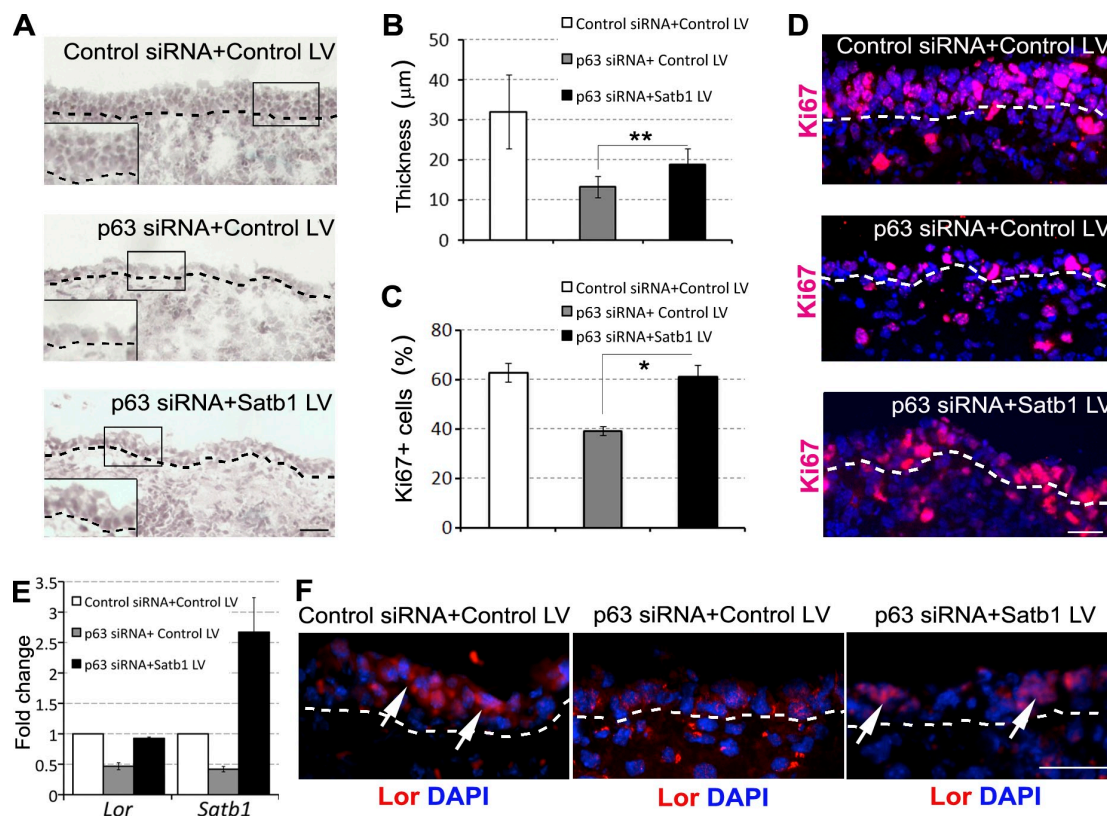 A
Control siRNA+Control LV
p63 siRNA+Control LV
p63 siRNA+Satb1 LV
B
Control siRNA+Control LV
p63 siRNA+ Control LV
p63 siRNA+Satb1 LV
Thickness (μm)
50
40
30
20
10
0
**
C
Control siRNA+Control LV
p63 siRNA+ Control LV
p63 siRNA+Satb1 LV
Ki67+ cells (%)
80
60
40
20
0
*
D
Control siRNA+Control LV
Ki67
p63 siRNA+Control LV
Ki67
p63 siRNA+Satb1 LV
Ki67
E
Fold change
3.5
3
2.5
2
1.5
1
0.5
0
Control siRNA+Control LV
p63 siRNA+ Control LV
p63 siRNA+Satb1 LV
Lor
Satb1
F
Control siRNA+Control LV
p63 siRNA+Control LV
p63 siRNA+Satb1 LV
Lor DAPI
Lor DAPI
Lor DAPI